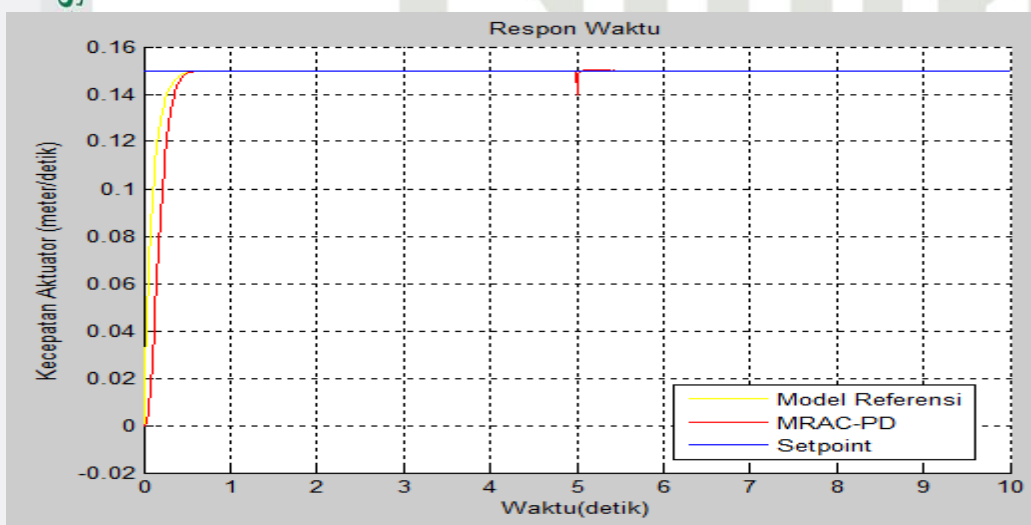 Respon Waktu
Kecepatan Aktuator (meter/detik)
0.16
0.14
0.12
0.1
0.08
0.06
0.04
0.02
0
-0.02
0 1 2 3 4 5 6 7 8 9 10
Waktu(detik)
Model Referensi
MRAC-PD
Setpoint